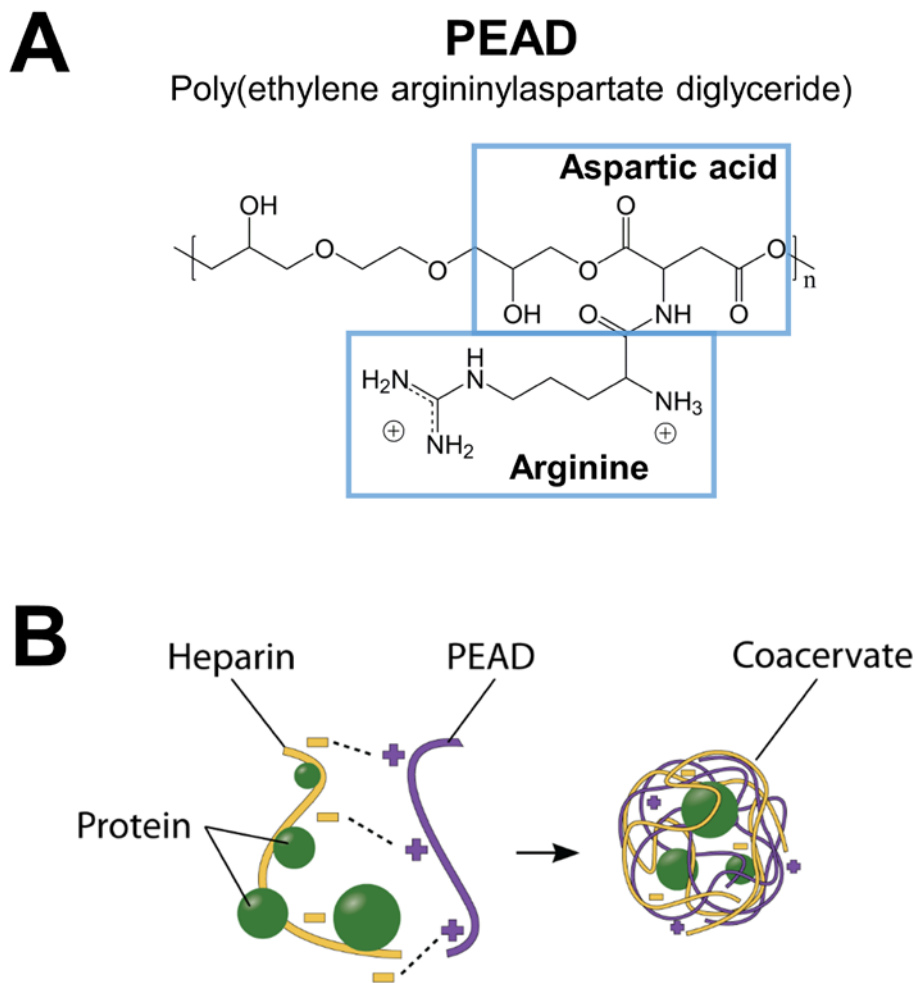 A
PEAD
Poly(ethylene argininylaspartate diglyceride)
Aspartic acid
OH
O
O
O
O
O
O
n
OH
O
NH
O
H
N
H2N
NH3
NH2
Arginine
B
Heparin
PEAD
Coacervate
Protein